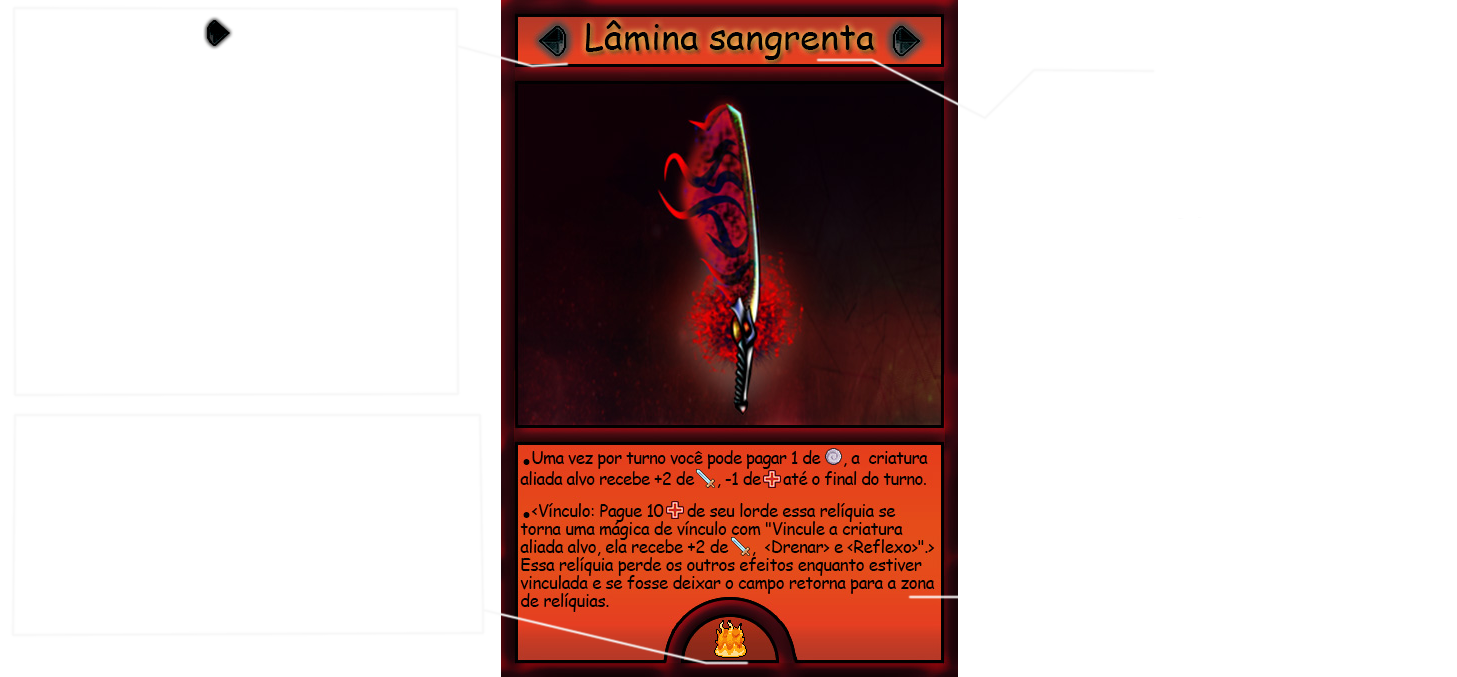 Lâmina sangrenta
•Uma vez por turno você pode pagar 1 de , a criatura
aliada alvo recebe +2 de , -1 de até o final do turno.
•<Vínculo: Pague 10 de seu lorde essa relíquia se
torna uma mágica de vínculo com "Vincule a criatura
aliada alvo, ela recebe +2 de , <Drenar> e <Reflexo>".>
Essa relíquia perde os outros efeitos enquanto estiver
vinculada e se fosse deixar o campo retorna para a zona
de relíquias.